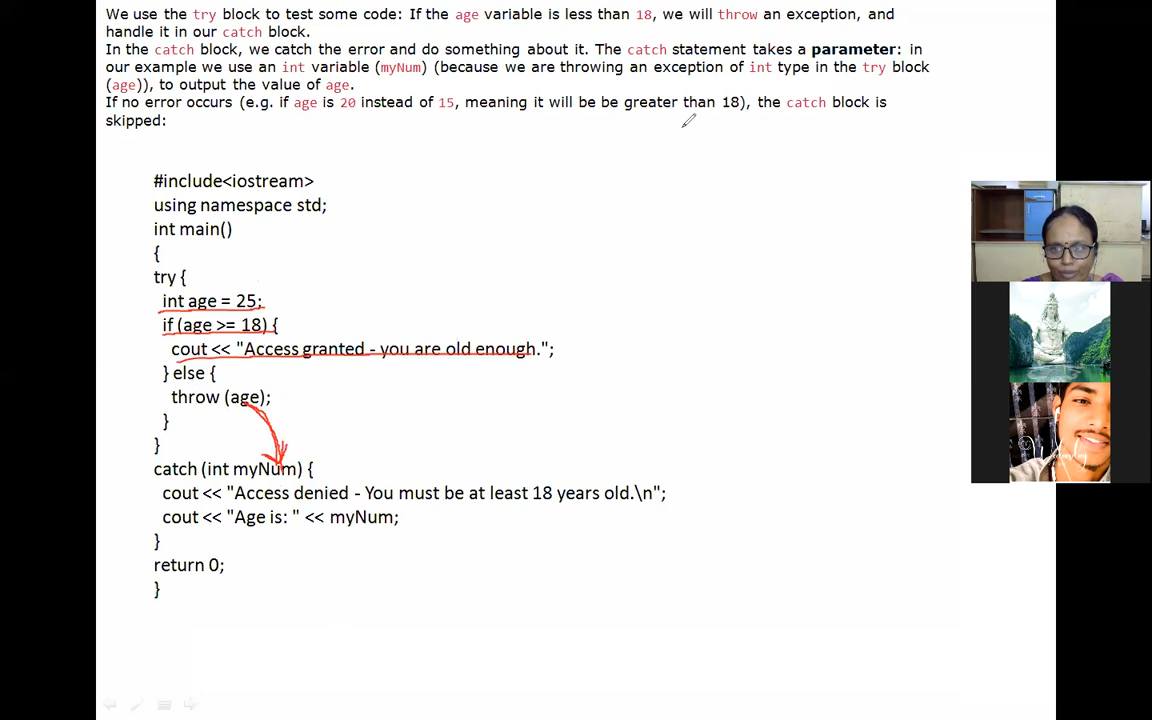 We use the try block to test some code: If the age variable is less than 18, we will throw an exception, and
handle it in our catch block.
In the catch block, we catch the error and do something about it. The catch statement takes a parameter: in
our example we use an int variable (myNum) (because we are throwing an exception of int type in the try block
(age)), to output the value of age.
If no error occurs (e.g. if age is 20 instead of 15, meaning it will be be greater than 18), the catch block is
skipped:
#include<iostream>
using namespace std;
int main()
{
try {
int age = 25;
if (age >= 18) {
cout << "Access granted - you are old enough.";
} else {
throw (age);
}
}
catch (int myNum) {
cout << "Access denied - You must be at least 18 years old.\n";
cout << "Age is: " << myNum;
}
return 0;
}